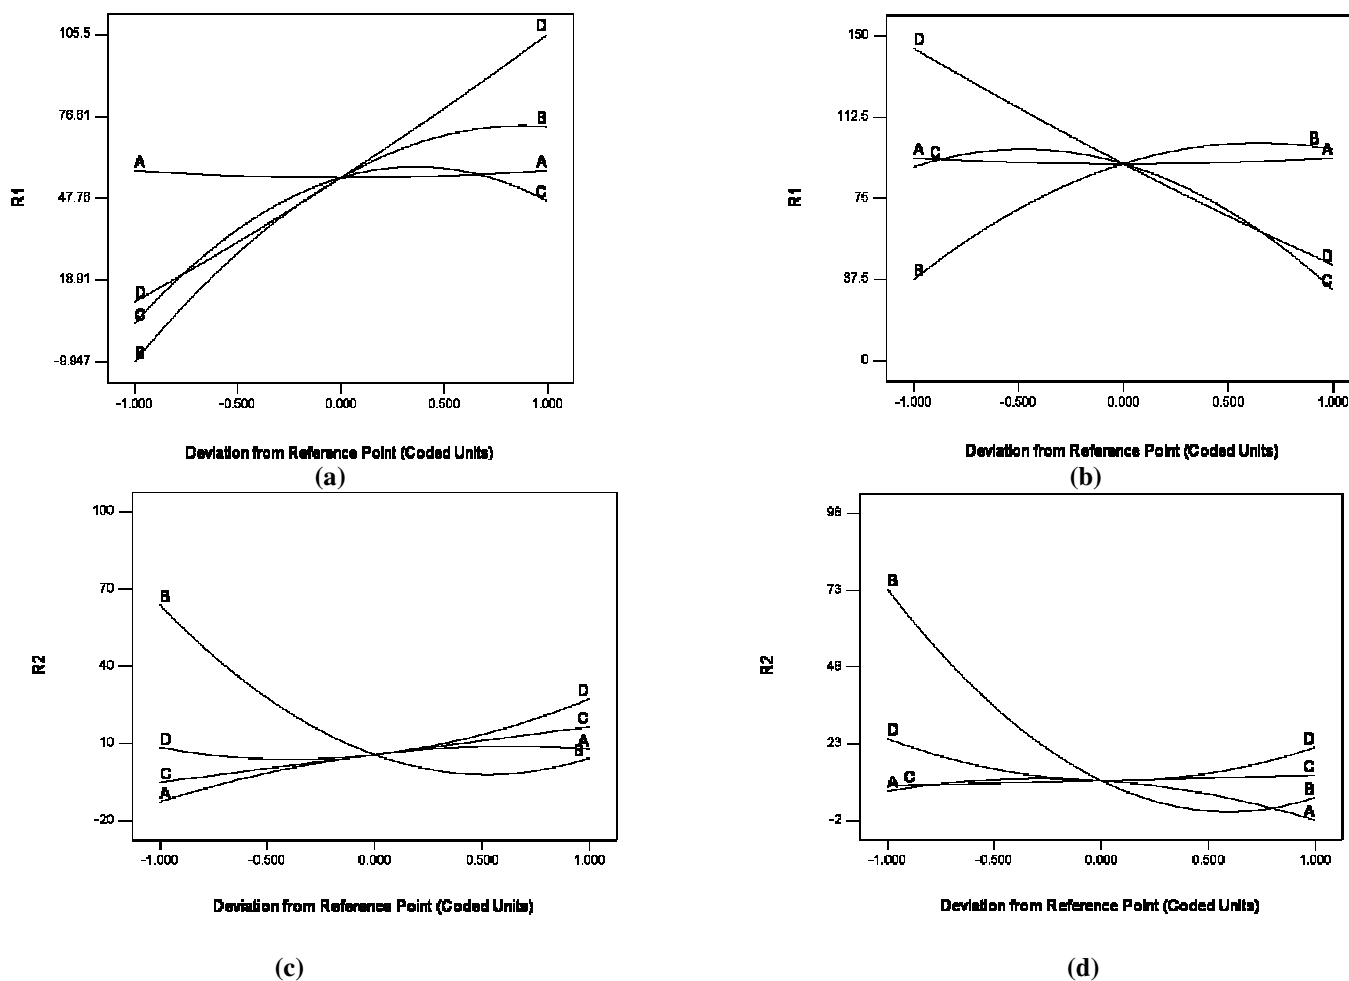 105.5
76.61
47.76
18.91
-9.947
R1
D
B
A
A
C
D
C
B
-1.000 -0.500 0.000 0.500 1.000
Deviation from Reference Point (Coded Units)
(a)
150
112.5
75
37.5
0
R1
D
A C
B
B
A
D
C
-1.000 -0.500 0.000 0.500 1.000
Deviation from Reference Point (Coded Units)
(b)
100
70
40
10
-20
R2
B
D
C
A
D
C
A
B
-1.000 -0.500 0.000 0.500 1.000
Deviation from Reference Point (Coded Units)
(c)
98
73
48
23
-2
R2
B
D
A C
D
C
B
A
-1.000 -0.500 0.000 0.500 1.000
Deviation from Reference Point (Coded Units)
(d)